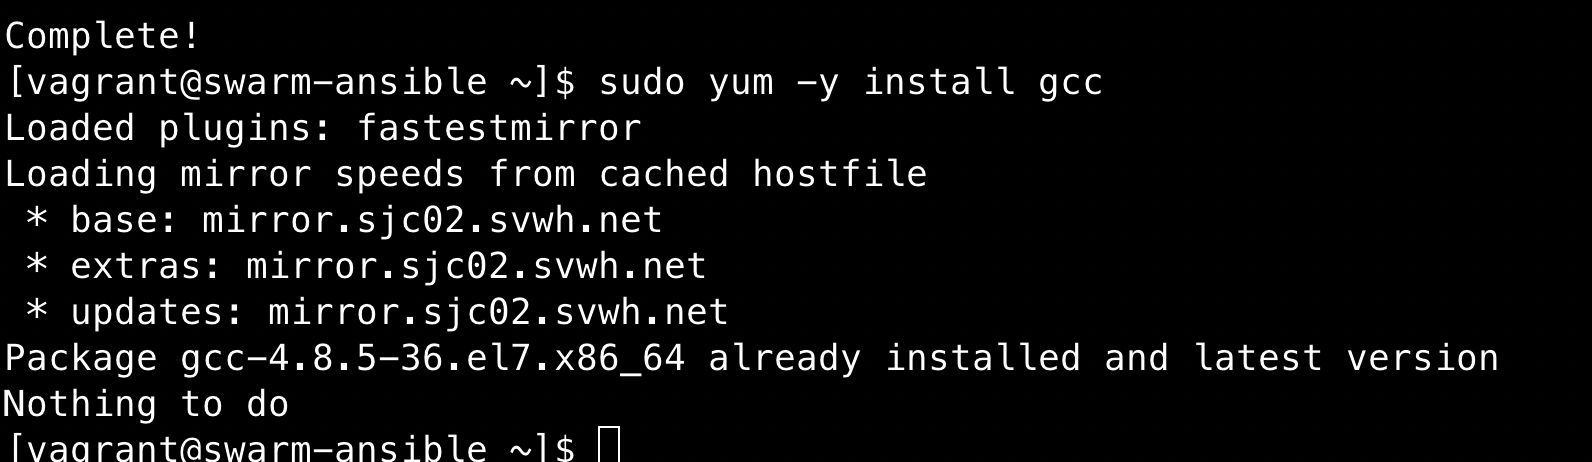 Complete!
[vagrant@swarm-ansible ~]$ sudo yum -y install gcc
Loaded plugins: fastestmirror
Loading mirror speeds from cached hostfile
 * base: mirror.sjc02.svwh.net
 * extras: mirror.sjc02.svwh.net
 * updates: mirror.sjc02.svwh.net
Package gcc-4.8.5-36.el7.x86_64 already installed and latest version
Nothing to do
[vagrant@swarm-ansible ~]$